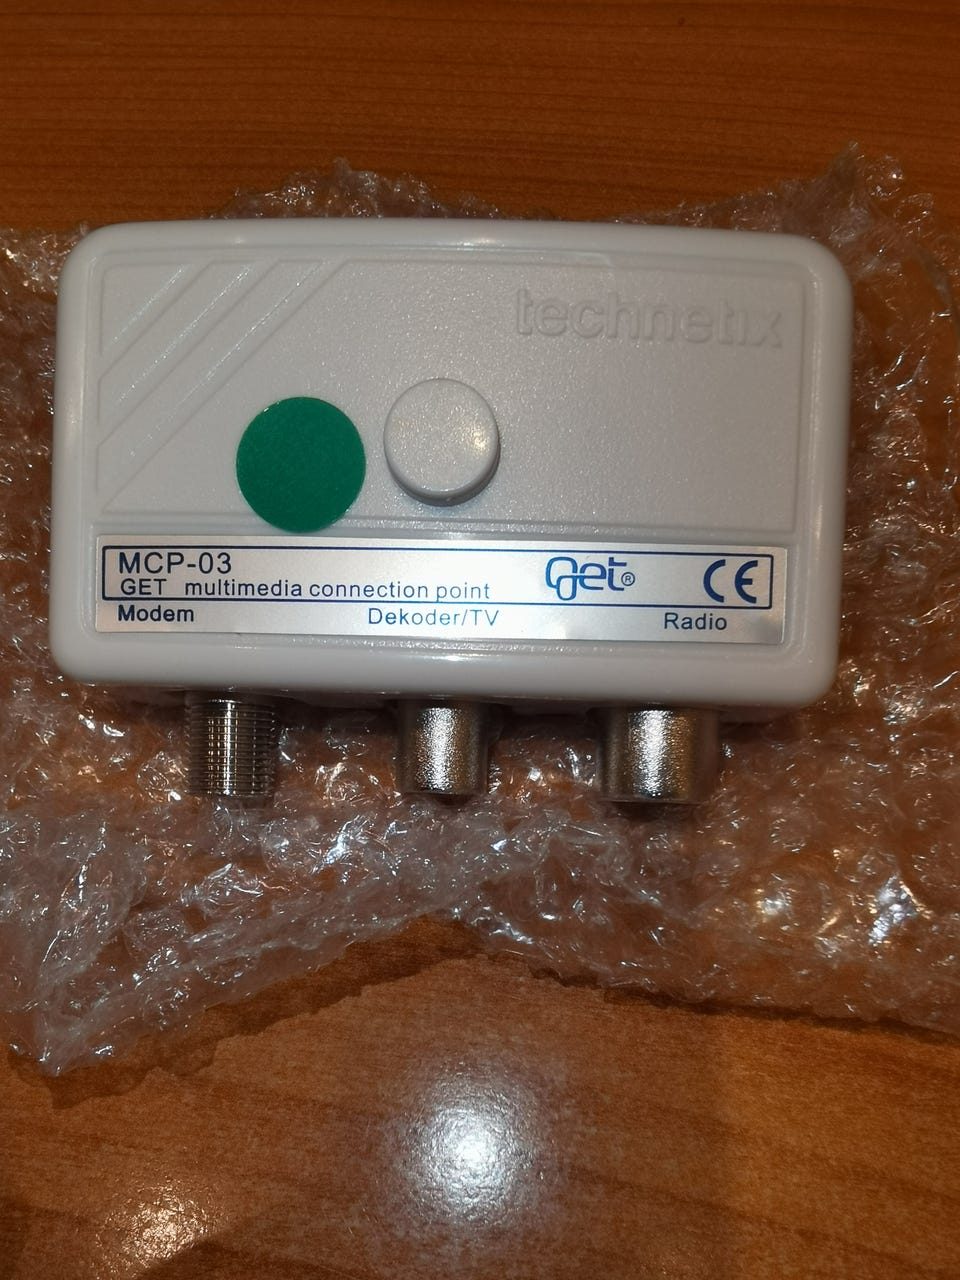 technetix
MCP-03
GET multimedia connection point
get®
CE
Modem Dekoder/TV Radio